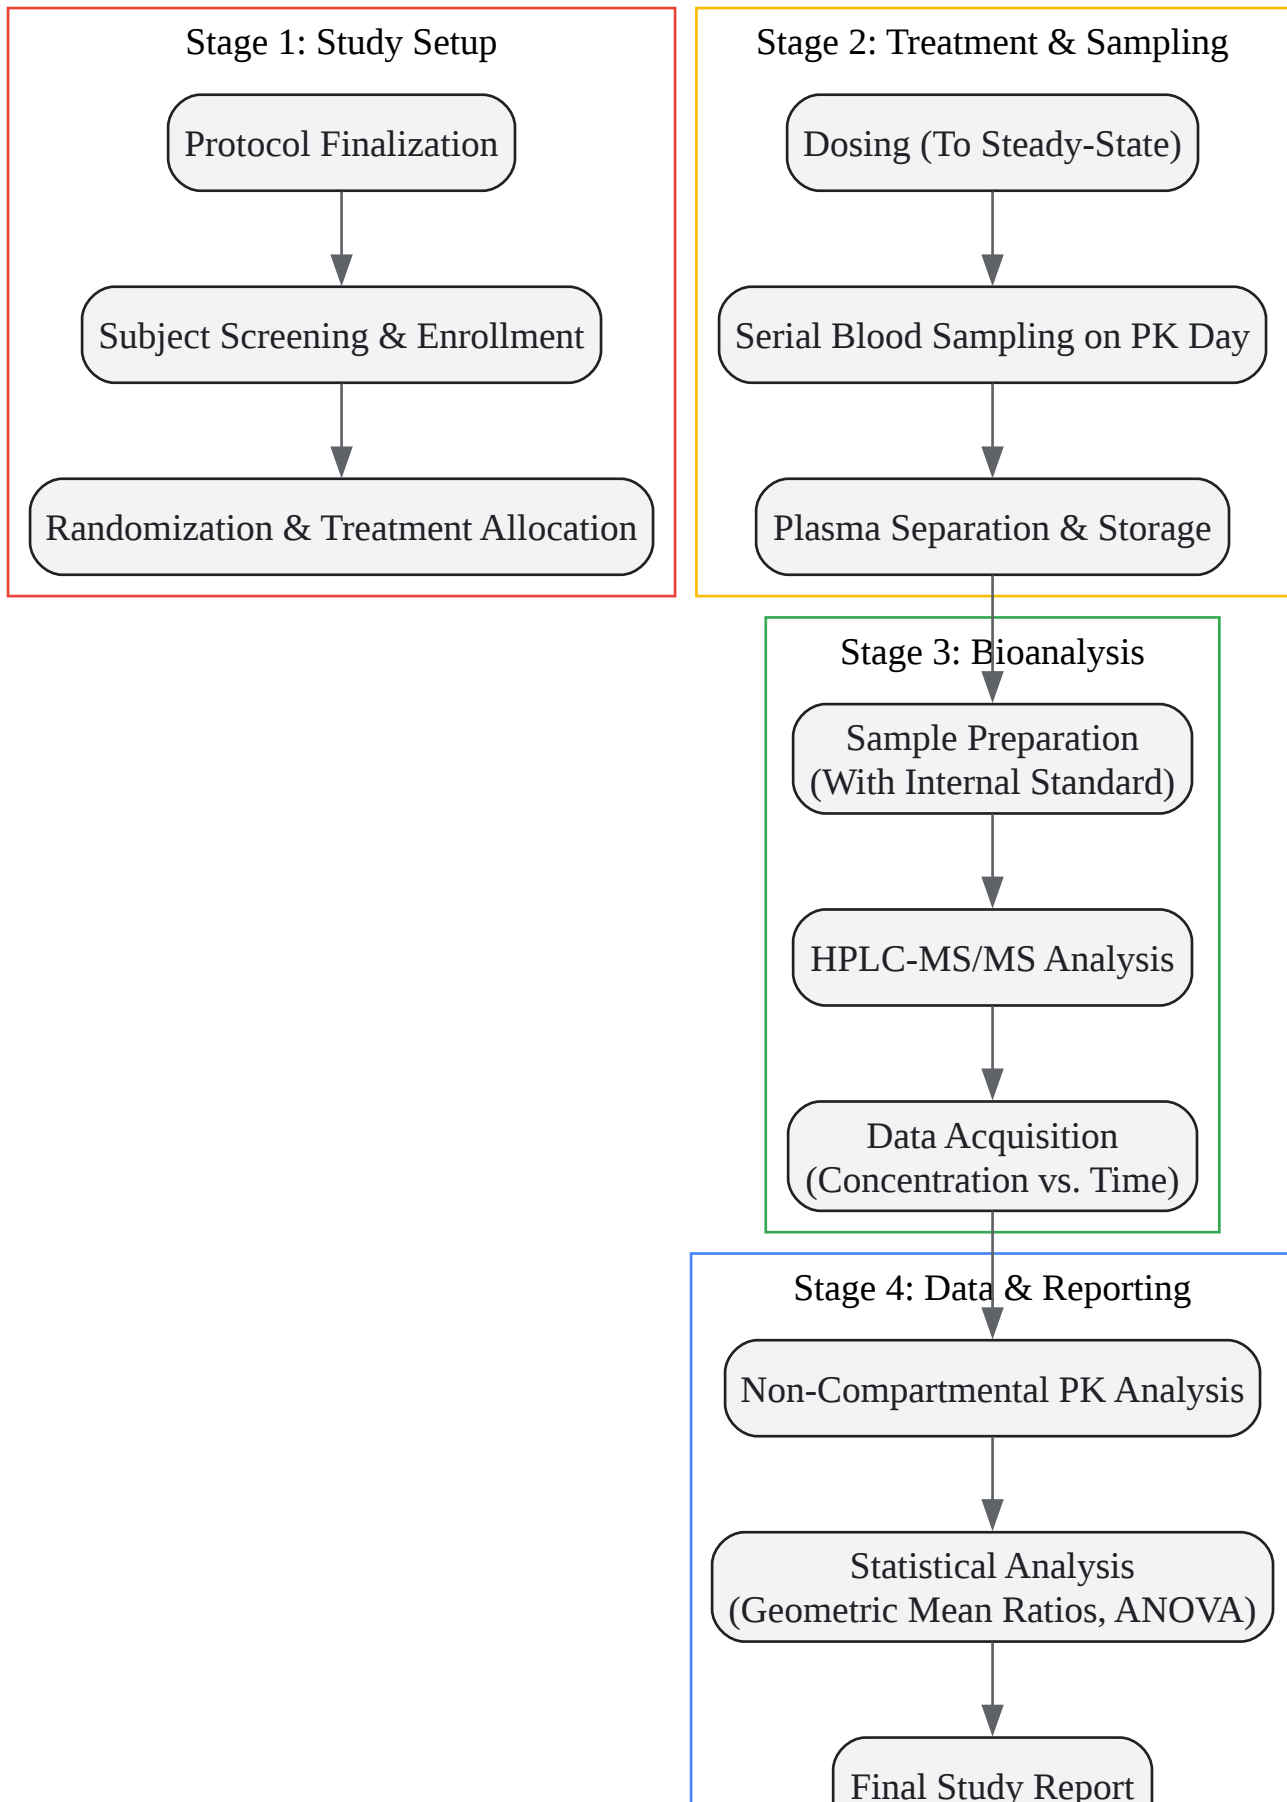 Stage 1: Study Setup
Protocol Finalization
Subject Screening & Enrollment
Randomization & Treatment Allocation
Stage 2: Treatment & Sampling
Dosing (To Steady-State)
Serial Blood Sampling on PK Day
Plasma Separation & Storage
Stage 3: Bioanalysis
Sample Preparation
(With Internal Standard)
HPLC-MS/MS Analysis
Data Acquisition
(Concentration vs. Time)
Stage 4: Data & Reporting
Non-Compartmental PK Analysis
Statistical Analysis
(Geometric Mean Ratios, ANOVA)
Final Study Report